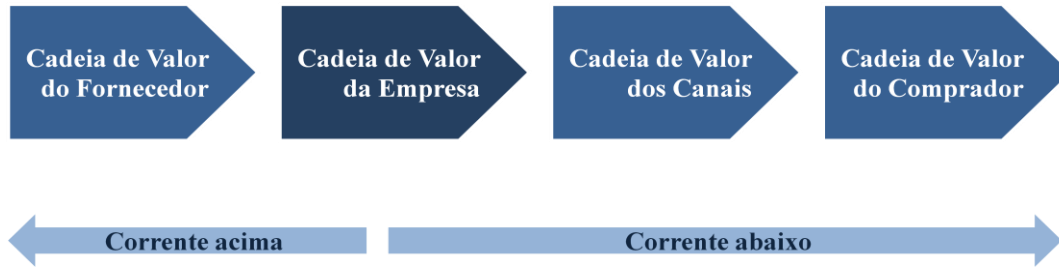 Cadeia de Valor
do Fornecedor
Cadeia de Valor
da Empresa
Cadeia de Valor
dos Canais
Cadeia de Valor
do Comprador
Corrente acima
Corrente abaixo